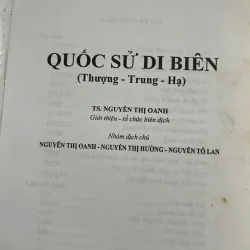 QUỐC SỬ DI BIÊN
(Thượng - Trung - Hạ)
TS. NGUYỄN THỊ OANH
Giới thiệu - tổ chức biên dịch
Nhóm dịch chú
NGUYỄN THỊ OANH - NGUYỄN THỊ HƯỜNG - NGUYỄN TÔ LAN